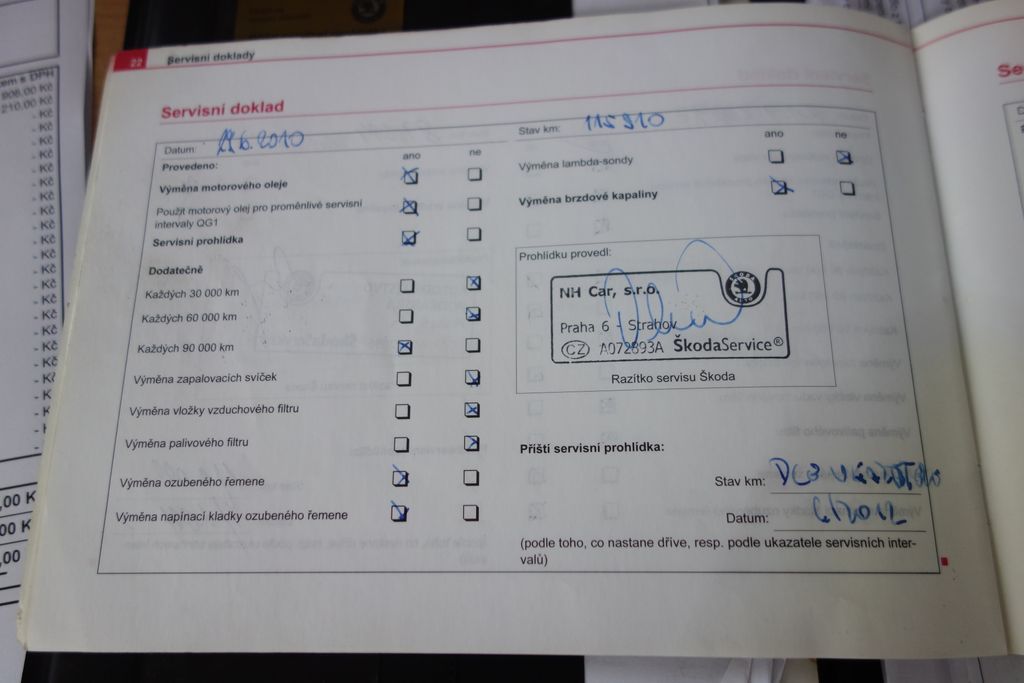 22 Servisní doklady
Servisní doklad
Datum: 6.2010
Provedeno: ano ne
Výměna motorového oleje
Použit motorový olej pro proměnlivé servisní
intervaly QG1
Servisní prohlídka
Dodatečně
Každých 30 000 km
Každých 60 000 km
Každých 90 000 km
Výměna zapalovacích svíček
Výměna vložky vzduchového filtru
Výměna palivového filtru
Výměna ozubeného řemene
Výměna napínací kladky ozubeného řemene
Stav km: 115 910
ano ne
Výměna lambda-sondy
Výměna brzdové kapaliny
Prohlídku provedl:
NH Car, s.r.o.
Praha 6 - Strahov
CZ A072893A ŠkodaService®
Razítko servisu Škoda
Příští servisní prohlídka:
Stav km:
Datum: 6/2012
(podle toho, co nastane dříve, resp. podle ukazatele servisních inter-
valů)
Se